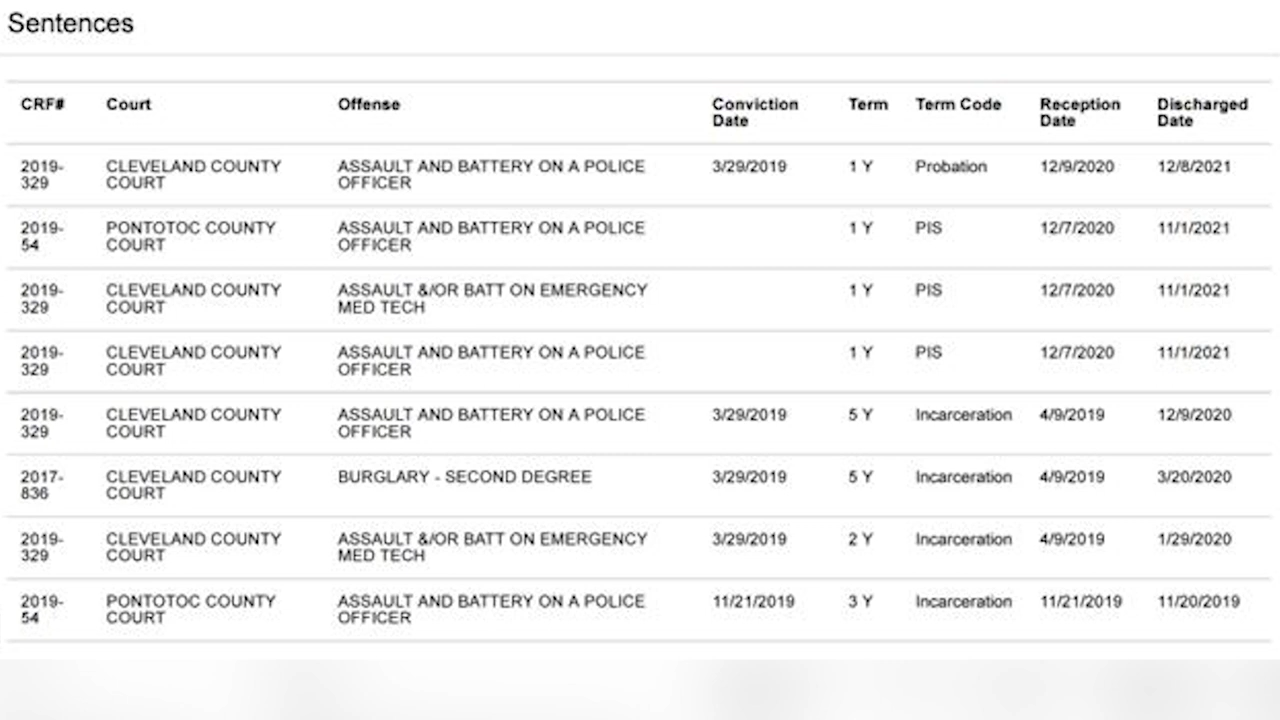 Sentences
CRF# Court Offense Conviction Date Term Term Code Reception Date Discharged Date
2019-329 CLEVELAND COUNTY COURT ASSAULT AND BATTERY ON A POLICE OFFICER 3/29/2019 1 Y Probation 12/9/2020 12/8/2021
2019-54 PONTOTOC COUNTY COURT ASSAULT AND BATTERY ON A POLICE OFFICER 1 Y PIS 12/7/2020 11/1/2021
2019-329 CLEVELAND COUNTY COURT ASSAULT &/OR BATT ON EMERGENCY MED TECH 1 Y PIS 12/7/2020 11/1/2021
2019-329 CLEVELAND COUNTY COURT ASSAULT AND BATTERY ON A POLICE OFFICER 1 Y PIS 12/7/2020 11/1/2021
2019-329 CLEVELAND COUNTY COURT ASSAULT AND BATTERY ON A POLICE OFFICER 3/29/2019 5 Y Incarceration 4/9/2019 12/9/2020
2017-836 CLEVELAND COUNTY COURT BURGLARY - SECOND DEGREE 3/29/2019 5 Y Incarceration 4/9/2019 3/20/2020
2019-329 CLEVELAND COUNTY COURT ASSAULT &/OR BATT ON EMERGENCY MED TECH 3/29/2019 2 Y Incarceration 4/9/2019 1/29/2020
2019-54 PONTOTOC COUNTY COURT ASSAULT AND BATTERY ON A POLICE OFFICER 11/21/2019 3 Y Incarceration 11/21/2019 11/20/2019